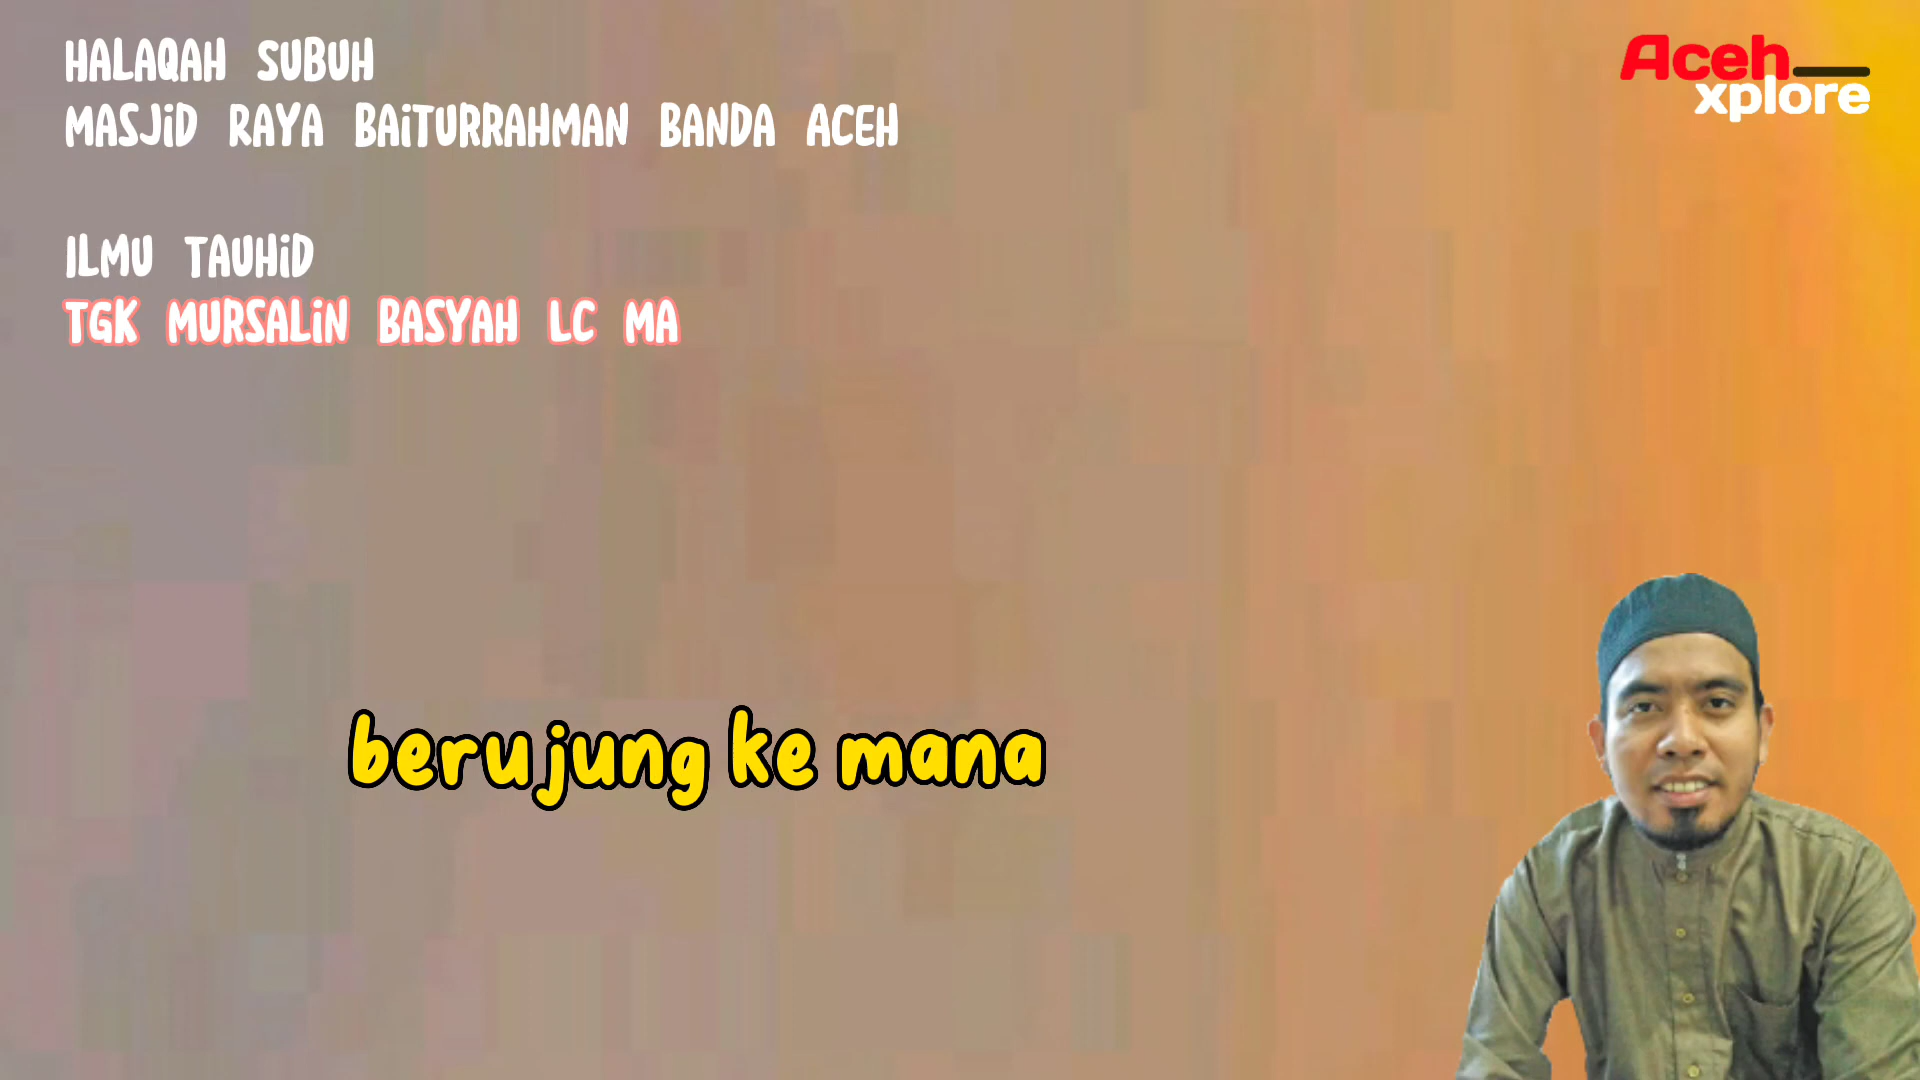 HALAQAH SUBUH
MASJID RAYA BAITURRAHMAN BANDA ACEH
ILMU TAUHID
TGK MURSALIN BASYAH LC MA
Aceh
xplore
berujung ke mana